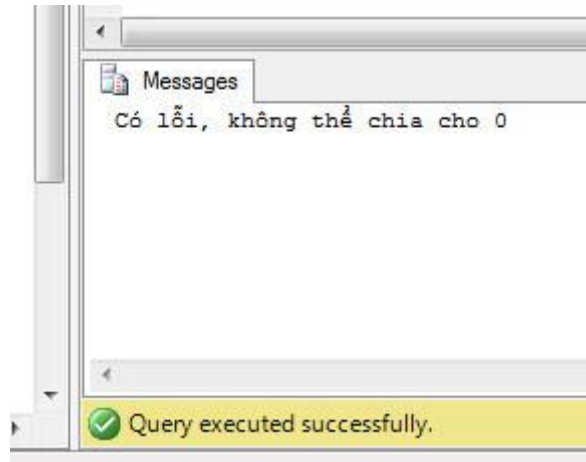 Messages
Có lỗi, không thể chia cho 0
Query executed successfully.